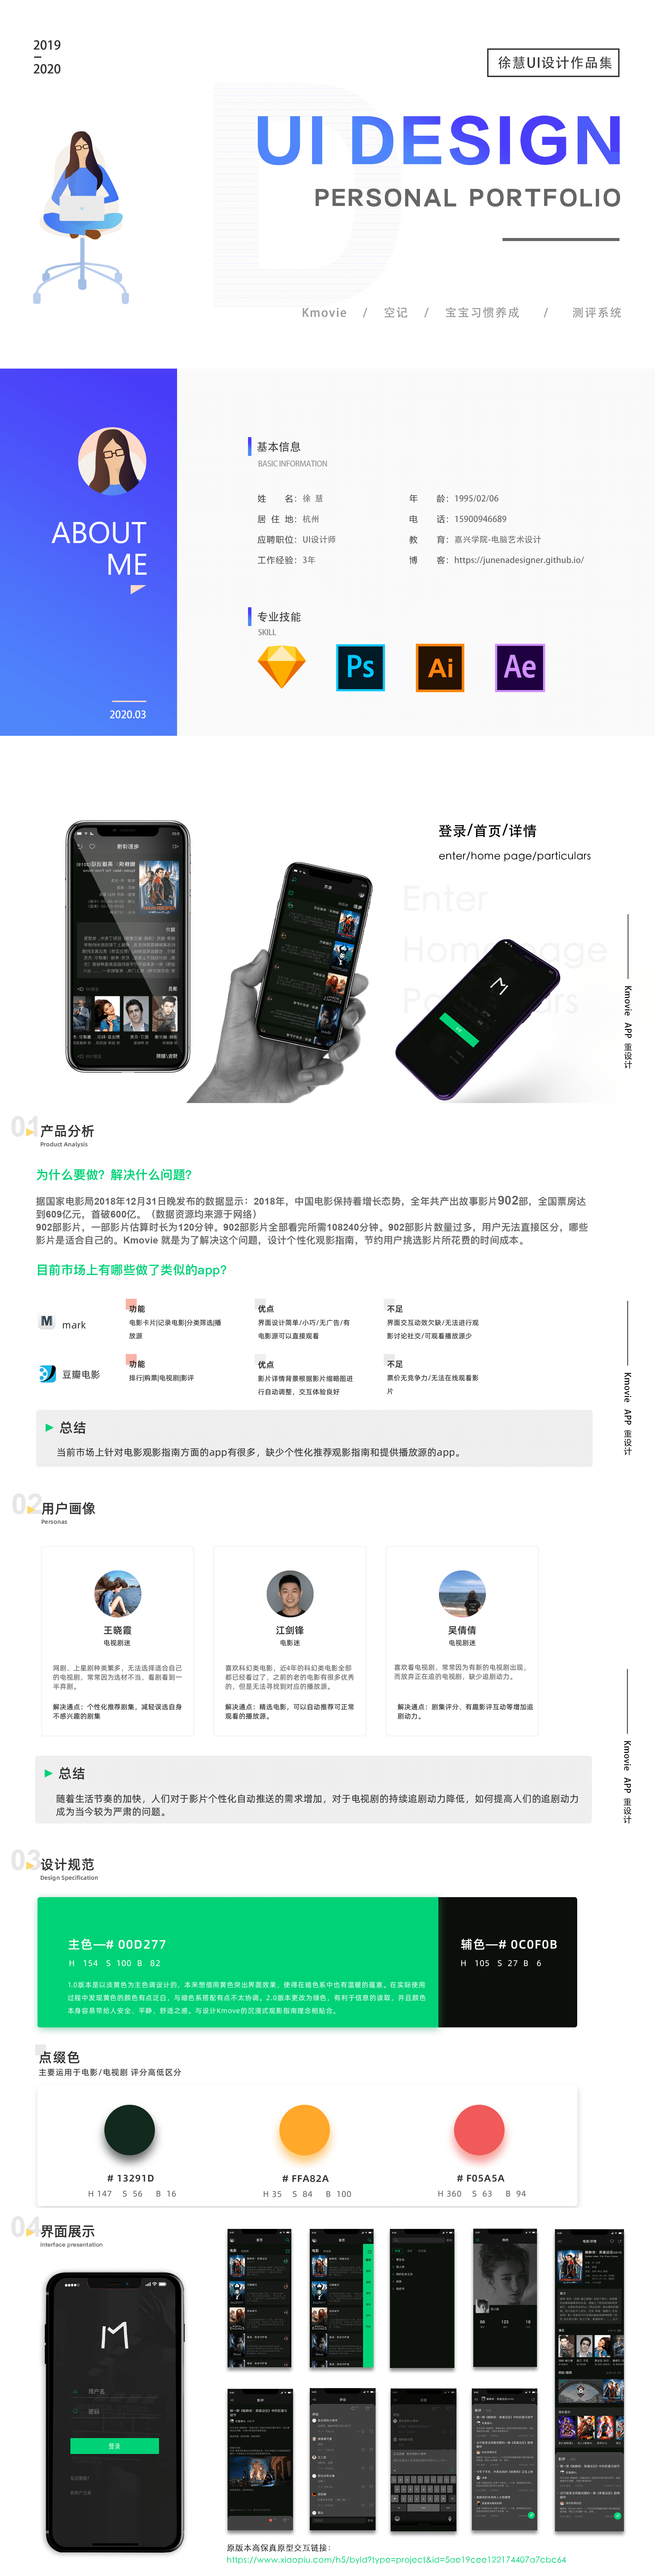 2019
2020
徐慧UI设计作品集
UI DESIGN
PERSONAL PORTFOLIO
Kmovie / 空记 / 宝宝习惯养成 / 测评系统
ABOUT
ME
2020.03
基本信息
BASIC INFORMATION
姓 名：徐 慧
年 龄：1995/02/06
居 住 地：杭州
电 话：15900946689
应聘职位：UI设计师
教 育：嘉兴学院-电脑艺术设计
工作经验：3年
博 客：https://junenadesigner.github.io/
专业技能
SKILL
Ps
Ai
Ae
登录/首页/详情
enter/home page/particulars
Enter
Kmovie APP 重设计
01
产品分析
Product Analysis
为什么要做？解决什么问题？
据国家电影局2018年12月31日晚发布的数据显示：2018年，中国电影保持着增长态势，全年共产出故事影片902部，全国票房达
到609亿元，首破600亿。（数据资源均来源于网络）
902部影片，一部影片估算时长为120分钟。902部影片全部看完所需108240分钟。902部影片数量过多，用户无法直接区分，哪些
影片是适合自己的。Kmovie 就是为了解决这个问题，设计个性化观影指南，节约用户挑选影片所花费的时间成本。
目前市场上有哪些做了类似的app?
mark
功能
电影卡片|记录电影|分类筛选|播
放源
优点
界面设计简单/小巧/无广告/有
电影源可以直接观看
不足
界面交互动效欠缺/无法进行观
影讨论社交/可观看播放源少
Kmovie APP 重设计
豆瓣电影
功能
排行|购票|电视剧|影评
优点
影片详情背景根据影片缩略图进
行自动调整，交互体验良好
不足
票价无竞争力/无法在线观看影
片
总结
当前市场上针对电影观影指南方面的app有很多，缺少个性化推荐观影指南和提供播放源的app。
02
用户画像
Personas
王晓霞
电视剧迷
网剧，上星剧种类繁多，无法选择适合自己
的电视剧，常常因为选材不当，看剧看到一
半弃剧。
解决通点：个性化推荐剧集，减轻误选自身
不感兴趣的剧集
江剑锋
电影迷
喜欢科幻类电影，近4年的科幻类电影全部
都已经看过了，之前的老的电影有很多优秀
的，但是无法寻找到对应的播放源。
解决通点：精选电影，可以自动推荐可正常
观看的播放源。
吴倩倩
电视剧迷
喜欢看电视剧，常常因为有新的电视剧出现，
而放弃正在追的电视剧，缺少追剧动力。
解决通点：剧集评分、有趣影评互动等增加追
剧动力。
Kmovie APP 重设计
总结
随着生活节奏的加快，人们对于影片个性化自动推送的需求增加，对于电视剧的持续追剧动力降低，如何提高人们的追剧动力
成为当今较为严肃的问题。
03
设计规范
Design Specification
主色—# 00D277
H 154 S 100 B 82
1.0版本是以淡黄色为主色调设计的，本来想借用黄色突出界面效果，使得在暗色系中也有温暖的蕴意。在实际使用
过程中发现黄色的颜色有点泛白，与暗色系搭配有点不太协调。2.0版本更改为绿色，有利于信息的读取，并且颜色
本身容易带给人安全、平静、舒适之感。与设计Kmove的沉浸式观影指南理念相贴合。
辅色—# 0C0F0B
H 105 S 27 B 6
点缀色
主要运用于电影/电视剧 评分高低区分
# 13291D
H 147 S 56 B 16
# FFA82A
H 35 S 84 B 100
# F05A5A
H 360 S 63 B 94
04
界面展示
Interface presentation
用户名
密码
登录
原版本高保真原型交互链接：
https://www.xiaopiu.com/h5/byId?type=project&id=5ae19cee122174407a7cbc64